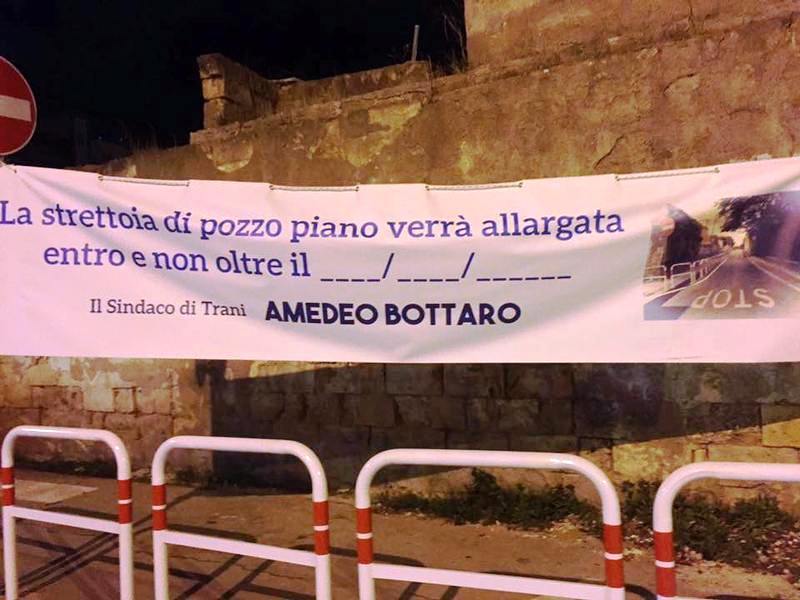 La strettoia di pozzo piano verrà allargata
entro e non oltre il ____/____/______
Il Sindaco di Trani AMEDEO BOTTARO
STOP